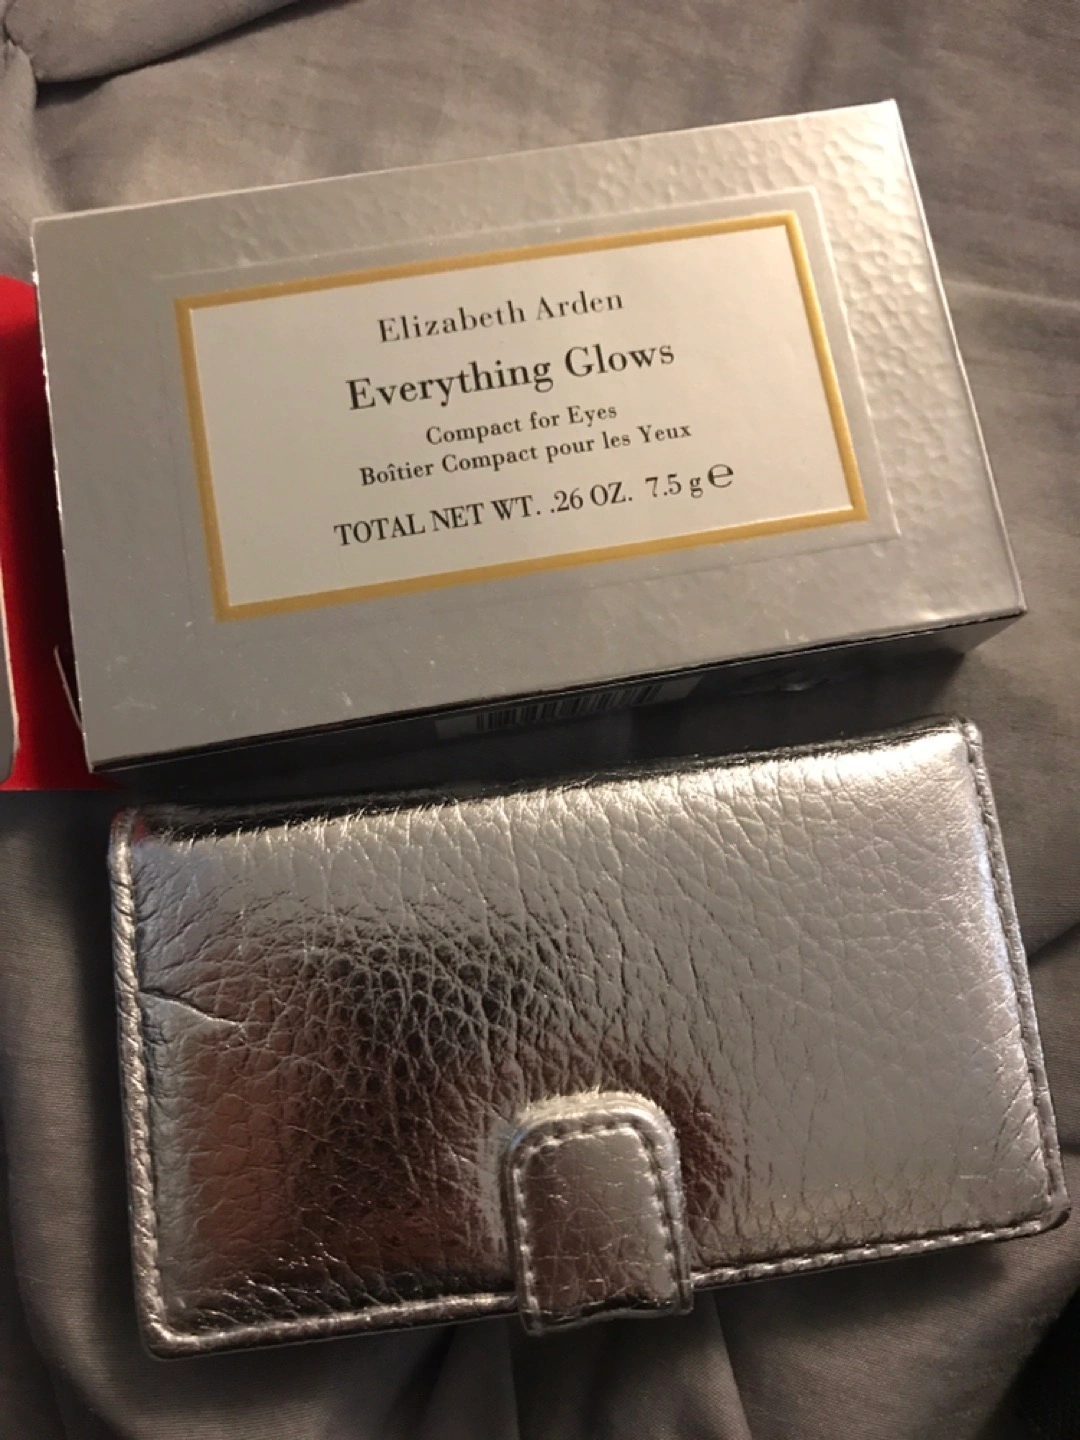 Elizabeth Arden
Everything Glows
Compact for Eyes
Boîtier Compact pour les Yeux
TOTAL NET WT. .26 OZ. 7.5 g ℮